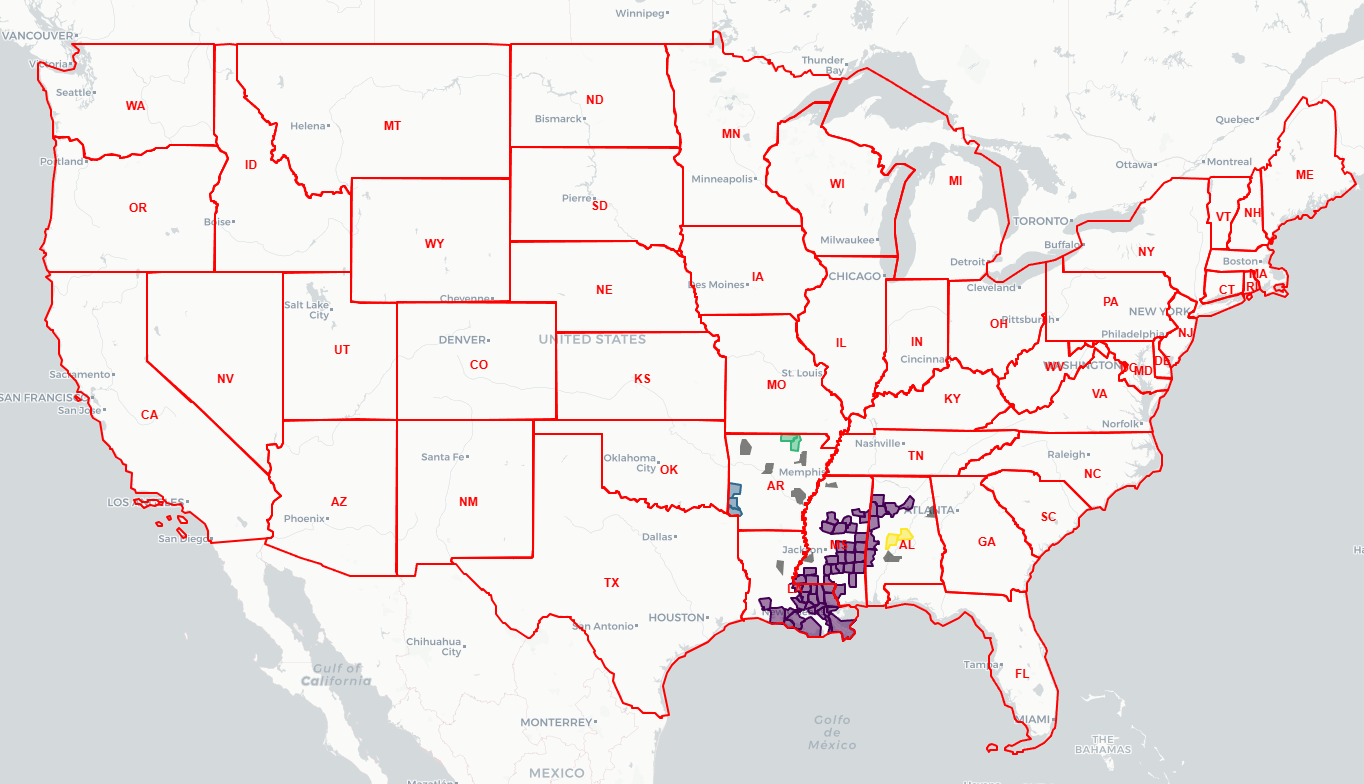 Winnipeg
VANCOUVER
Victoria
Seattle
WA
Portland
OR
ID
Boise
Helena
MT
ND
Bismarck
SD
Pierre
WY
Cheyenne
NE
MN
Minneapolis
Thunder
Bay
WI
Milwaukee
MI
Detroit
CHICAGO
IA
Des Moines
Quebec
Montreal
Ottawa
TORONTO
Buffalo
ME
VT
NH
NY
Boston
MA
CT
RI
PA
NEW YORK
Pittsburgh
Philadelphia
NJ
Cleveland
OH
IN
Cincinna
IL
St. Louis
MO
KS
UNITED STATES
DENVER
CO
Salt Lake
City
UT
NV
Sacramento
SAN FRANCISCO
San Jose
CA
WV
WASHINGTON
DC
MD
DE
VA
Norfolk
KY
Nashville
TN
Raleigh
NC
SC
ATLANTA
GA
AL
MS
Jackson
Memphis
AR
Oklahoma
City
OK
Santa Fe
NM
AZ
Phoenix
LOS ANGELES
San Diego
Dallas
TX
HOUSTON
San Antonio
Chihuahua
City
Gulf of
California
MONTERREY
MEXICO
Golfo
de
México
Tampa
FL
MIAMI
THE
BAHAMAS